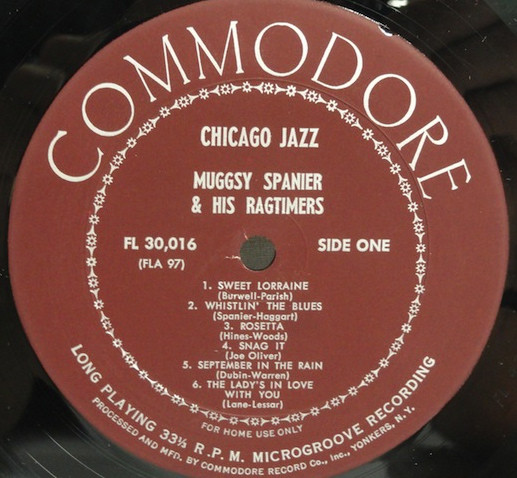 COMMODORE
CHICAGO JAZZ
MUGGSY SPANIER
& HIS RAGTIMERS
FL 30,016
(FLA 97)
SIDE ONE
1. SWEET LORRAINE
(Burwell-Parish)
2. WHISTLIN' THE BLUES
(Spanier-Haggart)
3. ROSETTA
(Hines-Woods)
4. SNAG IT
(Joe Oliver)
5. SEPTEMBER IN THE RAIN
(Dubin-Warren)
6. THE LADY'S IN LOVE
WITH YOU
(Lane-Lessar)
FOR HOME USE ONLY
LONG PLAYING 33⅓ R.P.M. MICROGROOVE RECORDING
PROCESSED AND MFD. BY COMMODORE RECORD Co., Inc., YONKERS, N.Y.